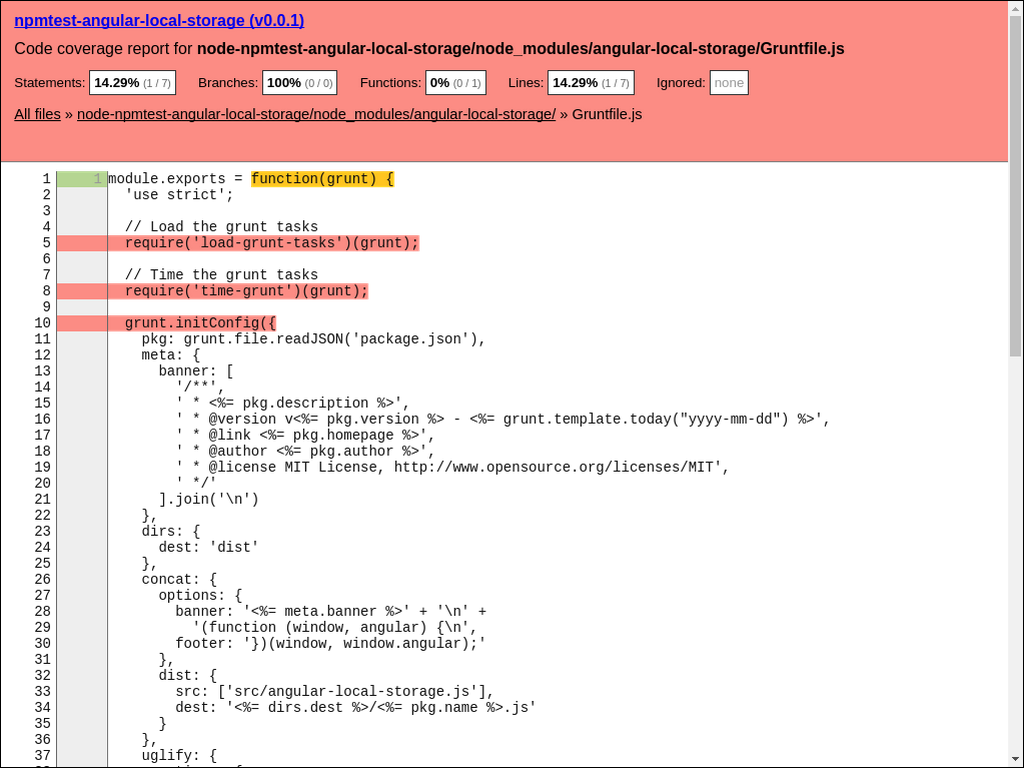 npmtest-angular-local-storage (v0.0.1)
Code coverage report for node-npmtest-angular-local-storage/node_modules/angular-local-storage/Gruntfile.js
Statements: 14.29% (1 / 7) Branches: 100% (0 / 0) Functions: 0% (0 / 1) Lines: 14.29% (1 / 7) Ignored: none
All files » node-npmtest-angular-local-storage/node_modules/angular-local-storage/ » Gruntfile.js
1 1 module.exports = function(grunt) {
2   'use strict';
3
4   // Load the grunt tasks
5   require('load-grunt-tasks')(grunt);
6
7   // Time the grunt tasks
8   require('time-grunt')(grunt);
9
10   grunt.initConfig({
11     pkg: grunt.file.readJSON('package.json'),
12     meta: {
13       banner: [
14         '/**',
15         ' * <%= pkg.description %>',
16         ' * @version v<%= pkg.version %> - <%= grunt.template.today("yyyy-mm-dd") %>',
17         ' * @link <%= pkg.homepage %>',
18         ' * @author <%= pkg.author %>',
19         ' * @license MIT License, http://www.opensource.org/licenses/MIT',
20         ' */'
21       ].join('\n')
22     },
23     dirs: {
24       dest: 'dist'
25     },
26     concat: {
27       options: {
28         banner: '<%= meta.banner %>' + '\n' +
29           '(function (window, angular) {\n',
30         footer: '})(window, window.angular);'
31       },
32       dist: {
33         src: ['src/angular-local-storage.js'],
34         dest: '<%= dirs.dest %>/<%= pkg.name %>.js'
35       }
36     },
37     uglify: {